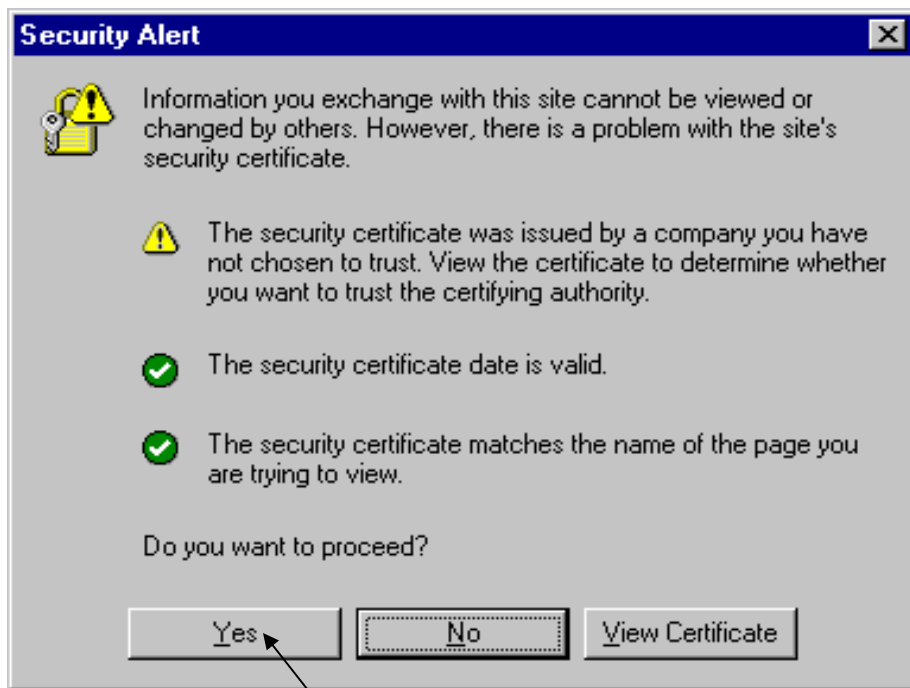 Security Alert
Information you exchange with this site cannot be viewed or
changed by others. However, there is a problem with the site's
security certificate.
The security certificate was issued by a company you have
not chosen to trust. View the certificate to determine whether
you want to trust the certifying authority.
The security certificate date is valid.
The security certificate matches the name of the page you
are trying to view.
Do you want to proceed?
Yes No View Certificate